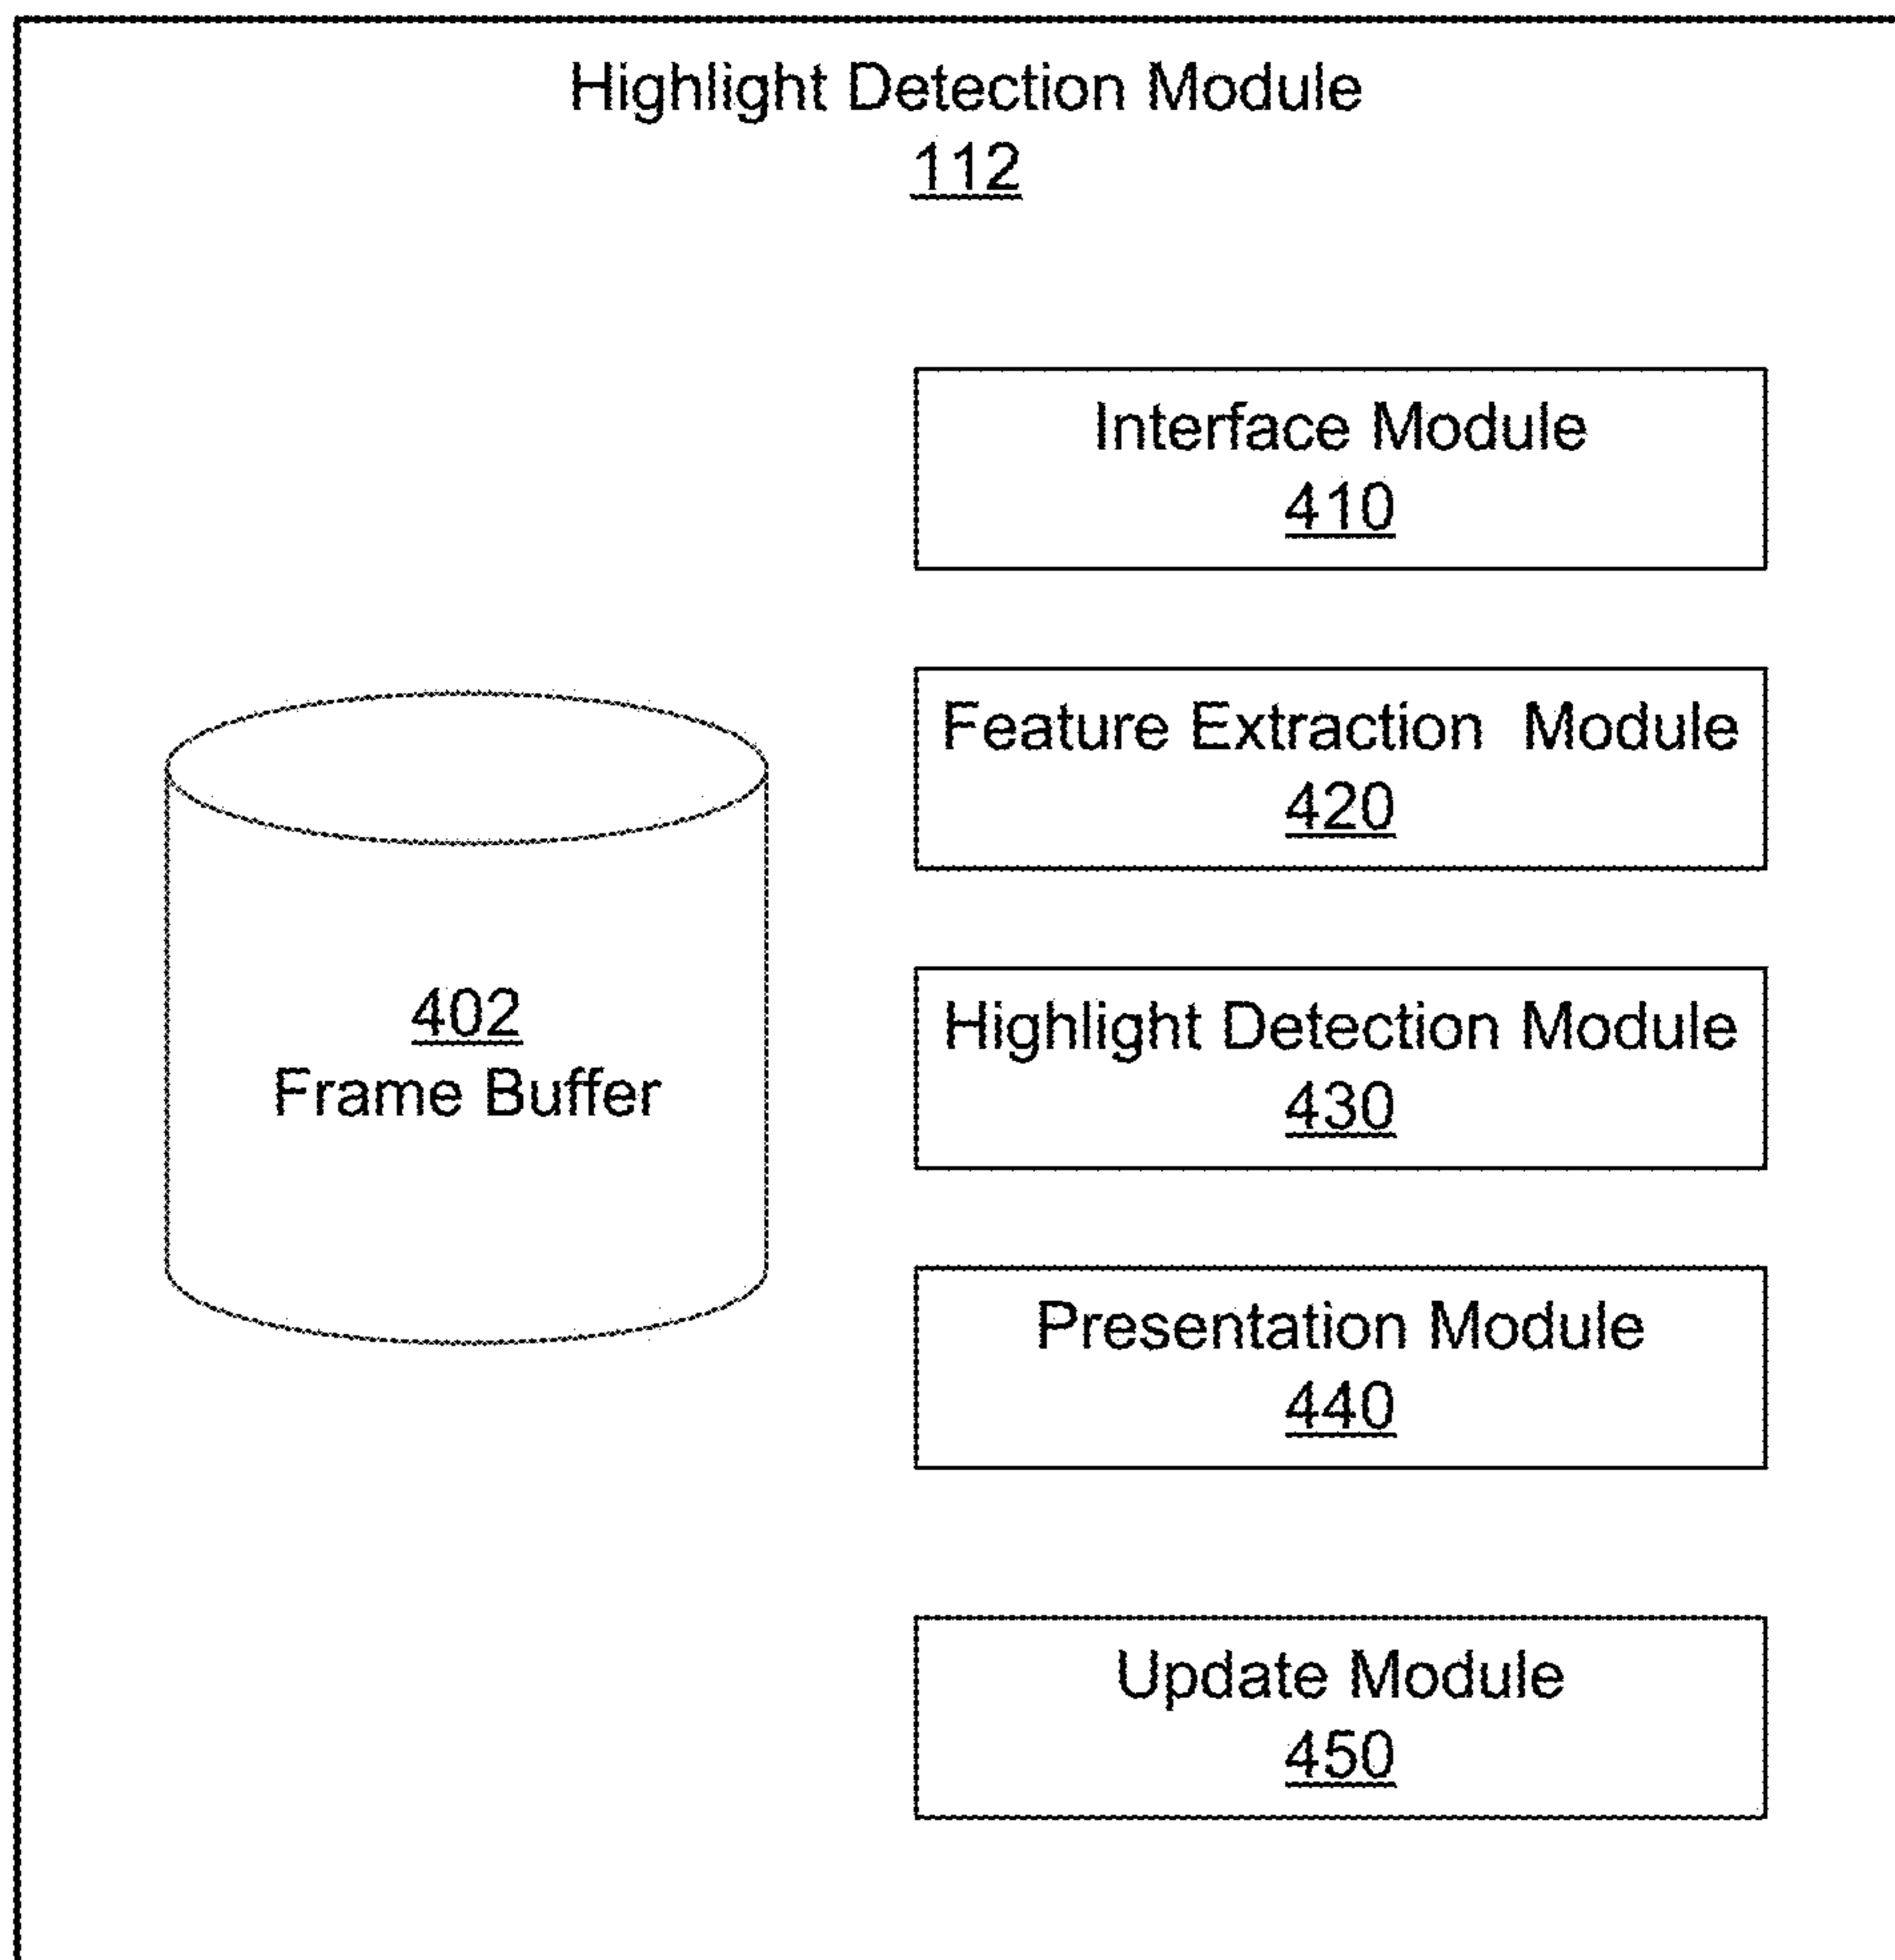 Highlight Detection Module
112
Interface Module
410
Feature Extraction Module
420
402
Frame Buffer
Highlight Detection Module
430
Presentation Module
440
Update Module
450